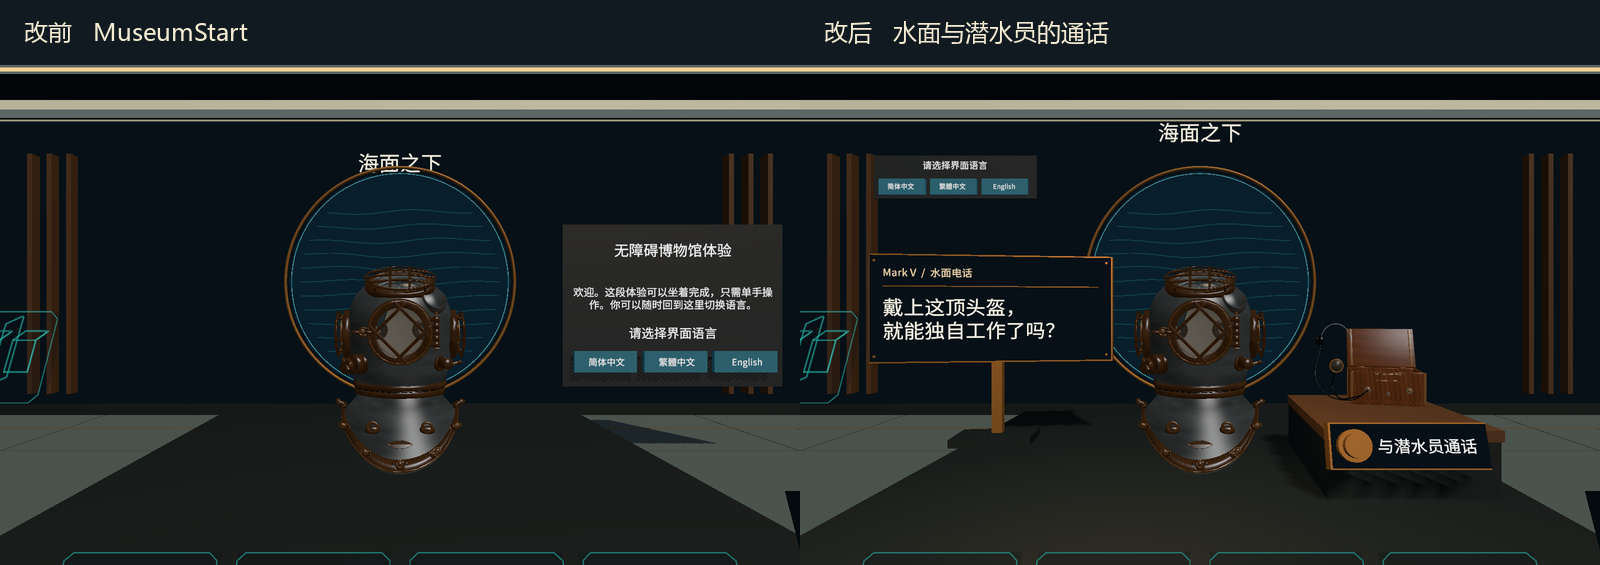 改前 MuseumStart
海面之下
无障碍博物馆体验
欢迎。这段体验可以坐着完成，只需单手操
作。你可以随时回到这里切换语言。
请选择界面语言
简体中文 繁體中文 English
改后 水面与潜水员的通话
海面之下
请选择界面语言
简体中文 繁體中文 English
Mark V / 水面电话
戴上这顶头盔，
就能独自工作了吗？
与潜水员通话